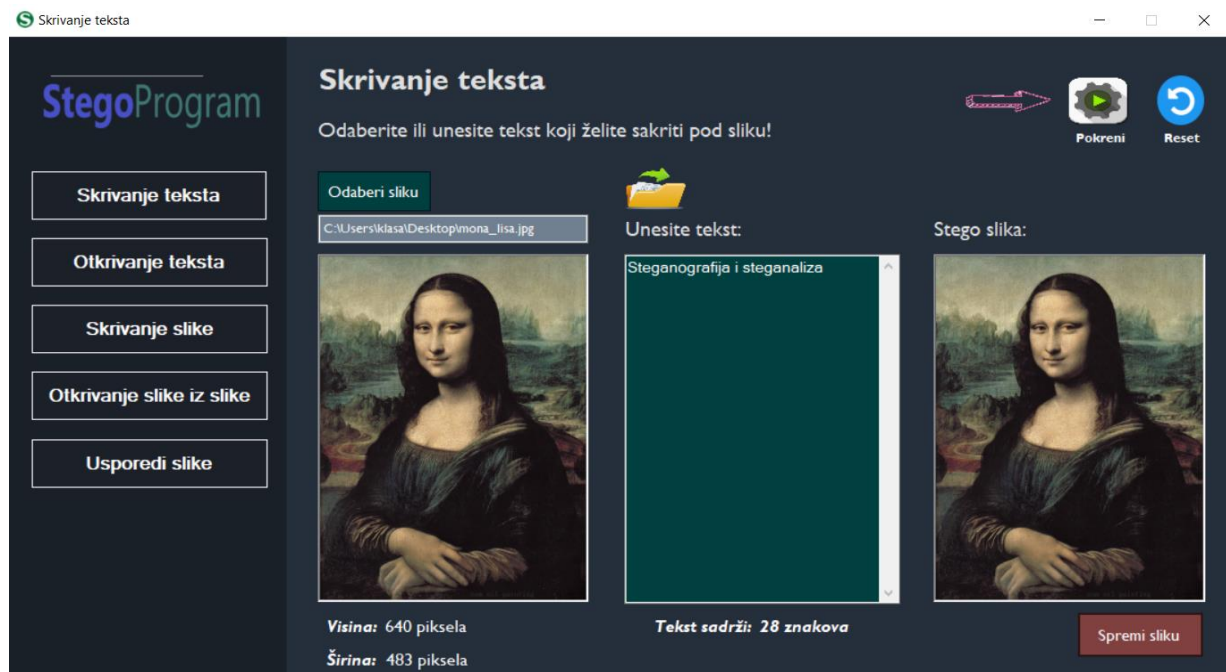 Skrivanje teksta
StegoProgram
Skrivanje teksta
Otkrivanje teksta
Skrivanje slike
Otkrivanje slike iz slike
Usporedi slike
Skrivanje teksta
Odaberite ili unesite tekst koji želite sakriti pod sliku!
Pokreni
Reset
Odaberi sliku
C:\Users\klasa\Desktop\mona_lisa.jpg
Unesite tekst:
Stego slika:
Steganografija i steganaliza
Visina: 640 piksela
Širina: 483 piksela
Tekst sadrži: 28 znakova
Spremi sliku